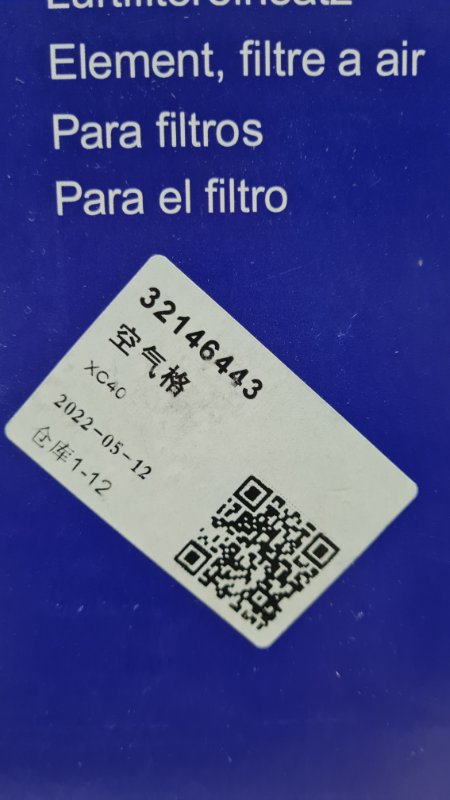 Luftfiltereinsatz
Element, filtre a air
Para filtros
Para el filtro
32146443
空气格
XC40
2022-05-12
仓库1-12